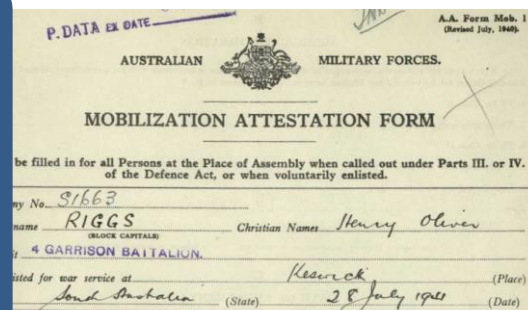 P. DATA EX DATE
A.A. Form Mob. 1
(Revised July, 1940).
AUSTRALIAN MILITARY FORCES.
MOBILIZATION ATTESTATION FORM
be filled in for all Persons at the Place of Assembly when called out under Parts III. or IV.
of the Defence Act, or when voluntarily enlisted.
ny No. S1663
name RIGGS Christian Names Henry Oliver
(BLOCK CAPITALS)
it 4 GARRISON BATTALION.
isted for war service at Keswick (Place)
South Australia (State) 28 July 1941 (Date)